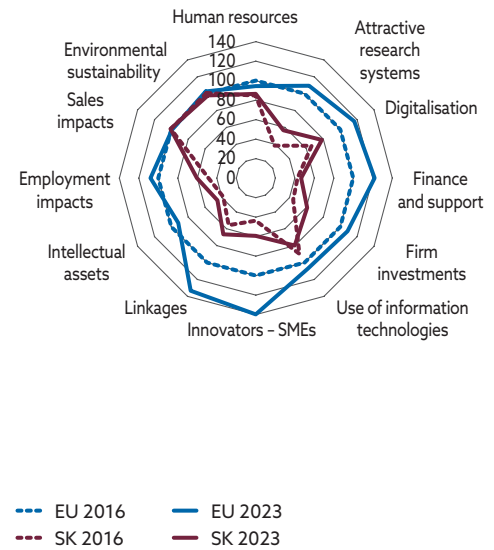 Human resources
Attractive
research
systems
Digitalisation
Finance
and support
Firm
investments
Use of information
technologies
Innovators – SMEs
Linkages
Intellectual
assets
Employment
impacts
Sales
impacts
Environmental
sustainability
140
120
100
80
60
40
20
0
EU 2016
EU 2023
SK 2016
SK 2023